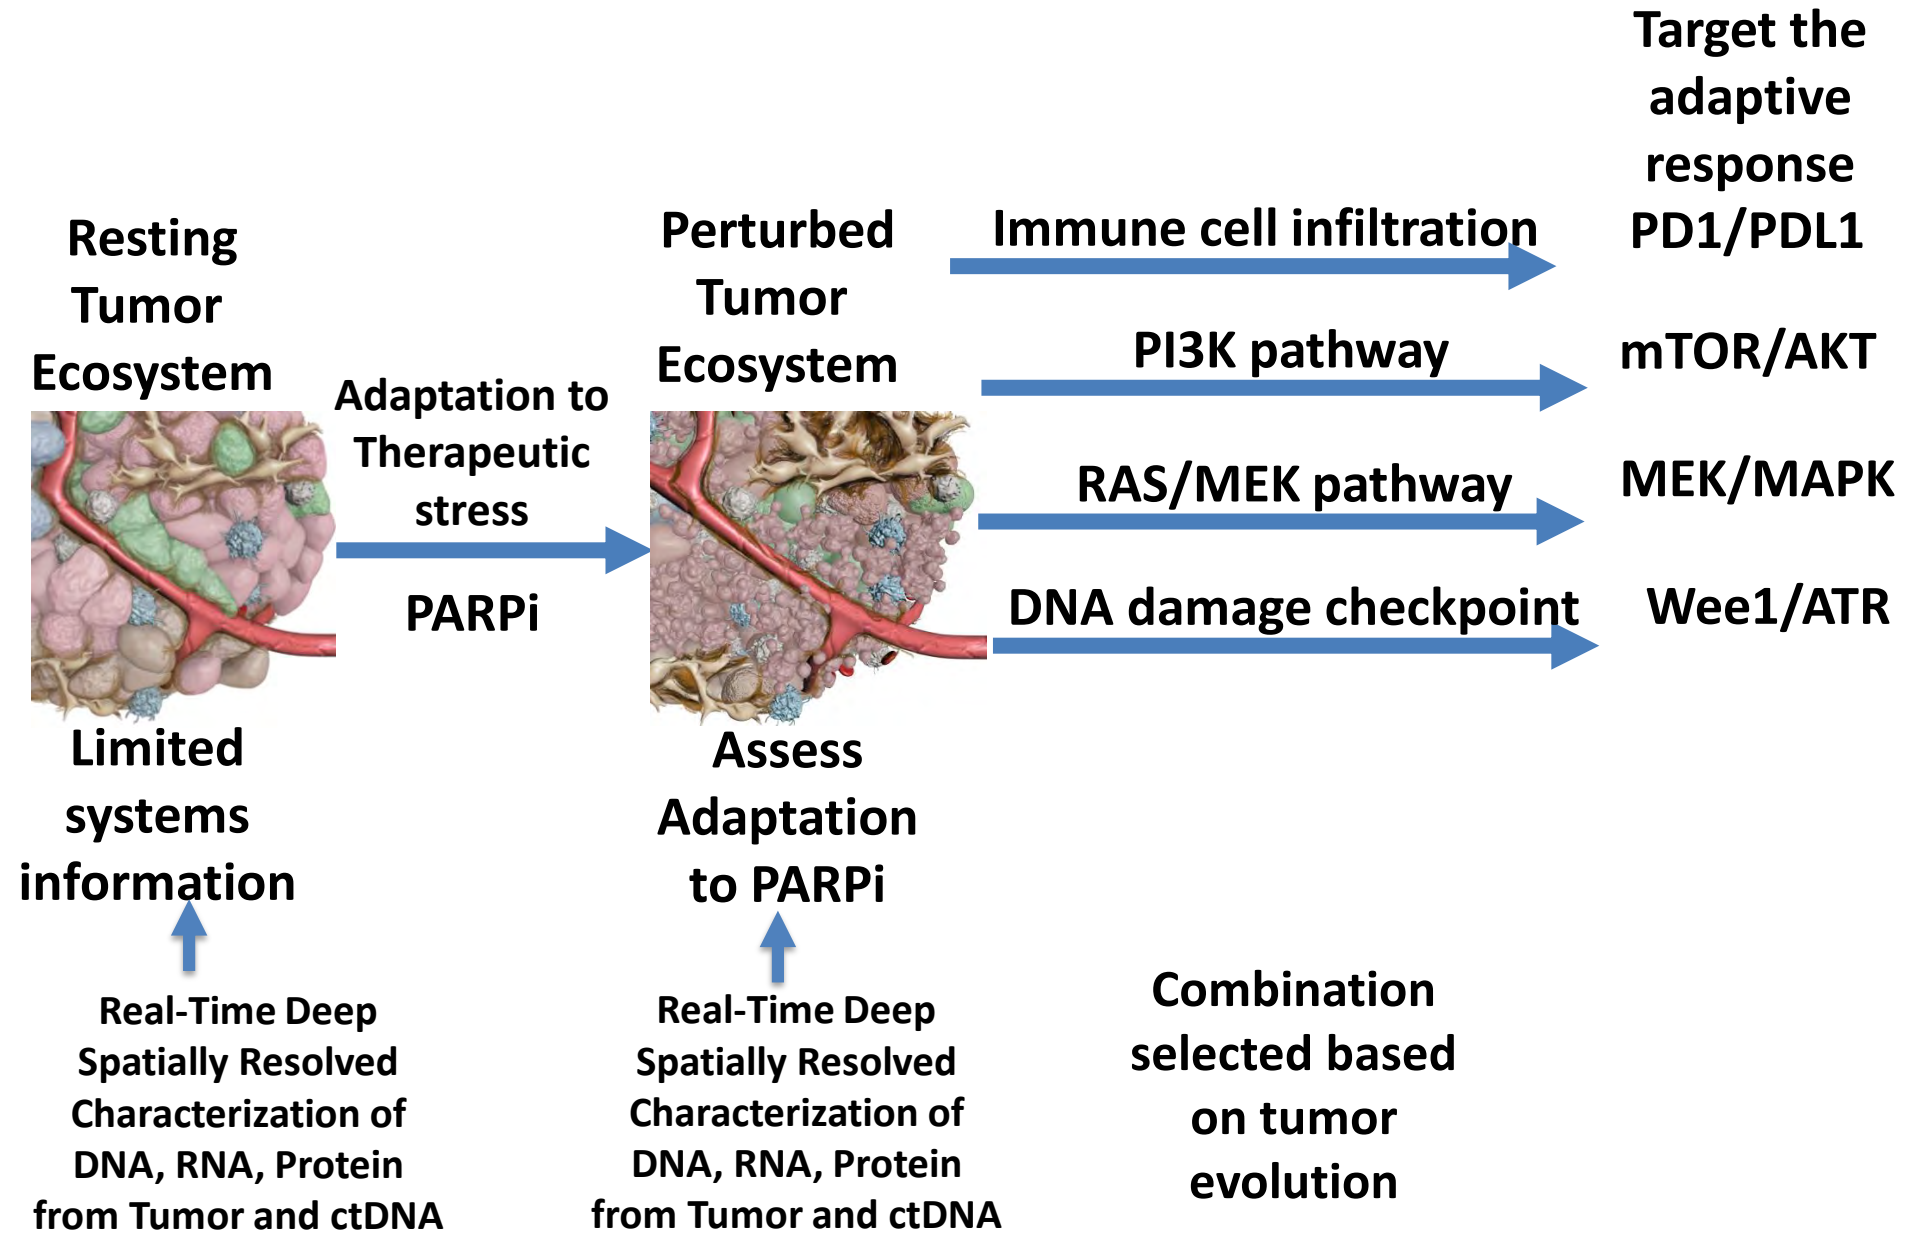 Resting
Tumor
Ecosystem
Adaptation to
Therapeutic
stress
PARPi
Perturbed
Tumor
Ecosystem
Immune cell infiltration
PI3K pathway
RAS/MEK pathway
DNA damage checkpoint
Target the
adaptive
response
PD1/PDL1
mTOR/AKT
MEK/MAPK
Wee1/ATR
Limited
systems
information
Real-Time Deep
Spatially Resolved
Characterization of
DNA, RNA, Protein
from Tumor and ctDNA
Assess
Adaptation
to PARPi
Real-Time Deep
Spatially Resolved
Characterization of
DNA, RNA, Protein
from Tumor and ctDNA
Combination
selected based
on tumor
evolution